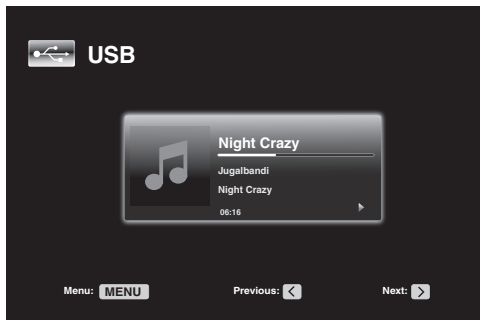 USB
Night Crazy
Jugalbandi
Night Crazy
06:16
Menu: MENU Previous: < Next: >